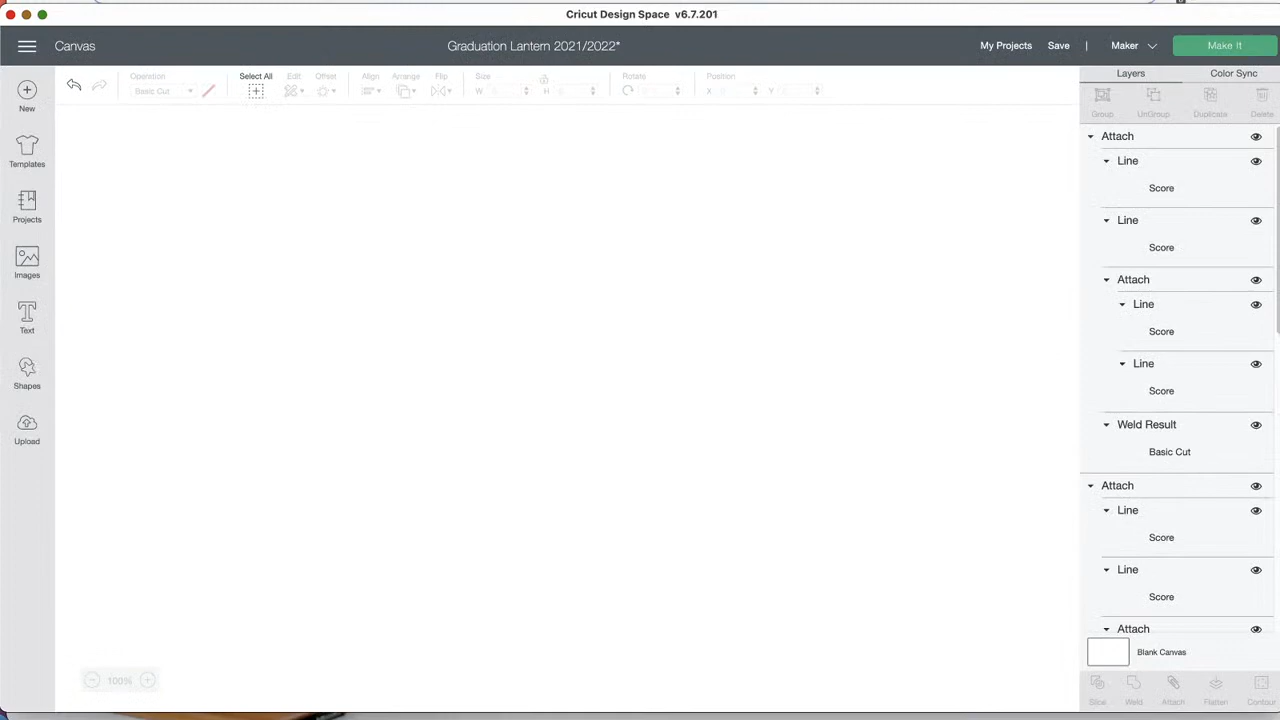 Cricut Design Space v6.7.201
Canvas
Graduation Lantern 2021/2022*
My Projects
Save
|
Maker
Make It
New
Templates
Projects
Images
Text
Shapes
Upload
Operation
Basic Cut
Select All
Edit
Offset
Align
Arrange
Flip
Size
W
H
Rotate
Position
X
Y
Layers
Color Sync
Group
UnGroup
Duplicate
Delete
Attach
Line
Score
Line
Score
Attach
Line
Score
Line
Score
Weld Result
Basic Cut
Attach
Line
Score
Line
Score
Attach
Blank Canvas
Slice
Weld
Attach
Flatten
Contour
100%